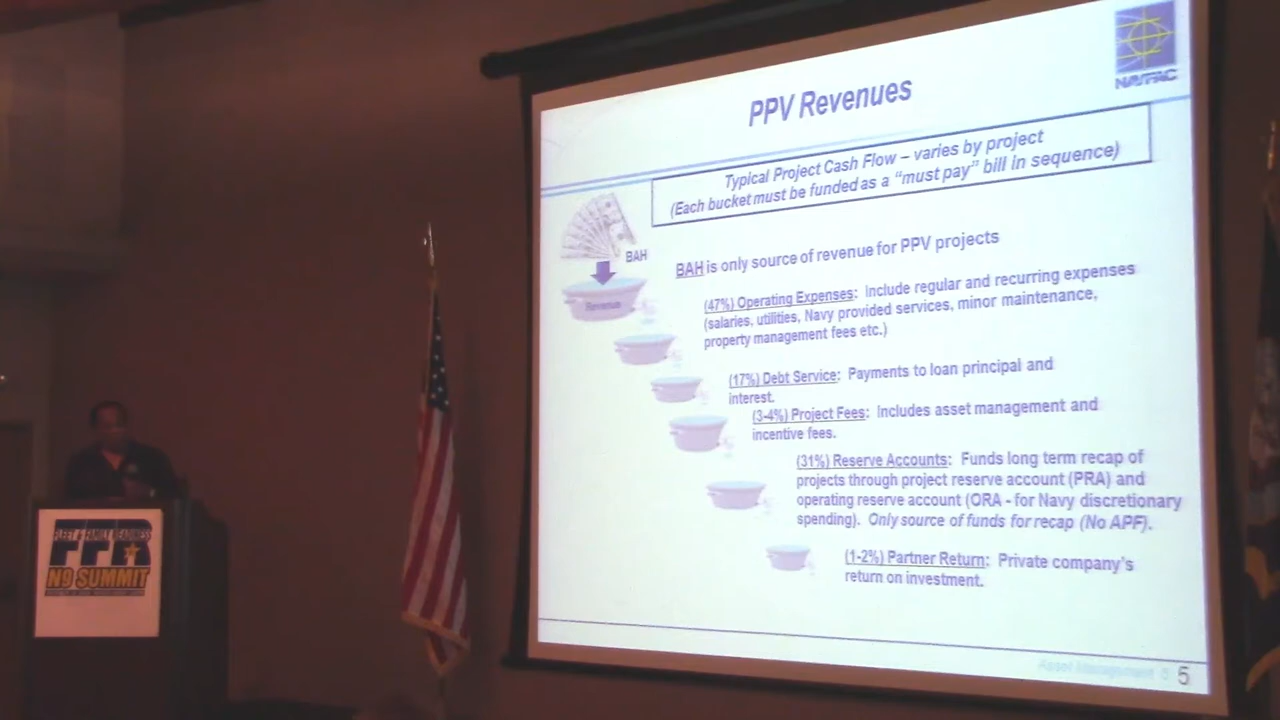 NAVFAC
PPV Revenues
Typical Project Cash Flow – varies by project
(Each bucket must be funded as a “must pay” bill in sequence)
BAH
Revenue
BAH is only source of revenue for PPV projects
(47%) Operating Expenses: Include regular and recurring expenses
(salaries, utilities, Navy provided services, minor maintenance,
property management fees etc.)
(17%) Debt Service: Payments to loan principal and
interest.
(3-4%) Project Fees: Includes asset management and
incentive fees.
(31%) Reserve Accounts: Funds long term recap of
projects through project reserve account (PRA) and
operating reserve account (ORA - for Navy discretionary
spending). Only source of funds for recap (No APF).
(1-2%) Partner Return: Private company's
return on investment.
Asset Management
5
FLEET & FAMILY READINESS
FFR
N9 SUMMIT